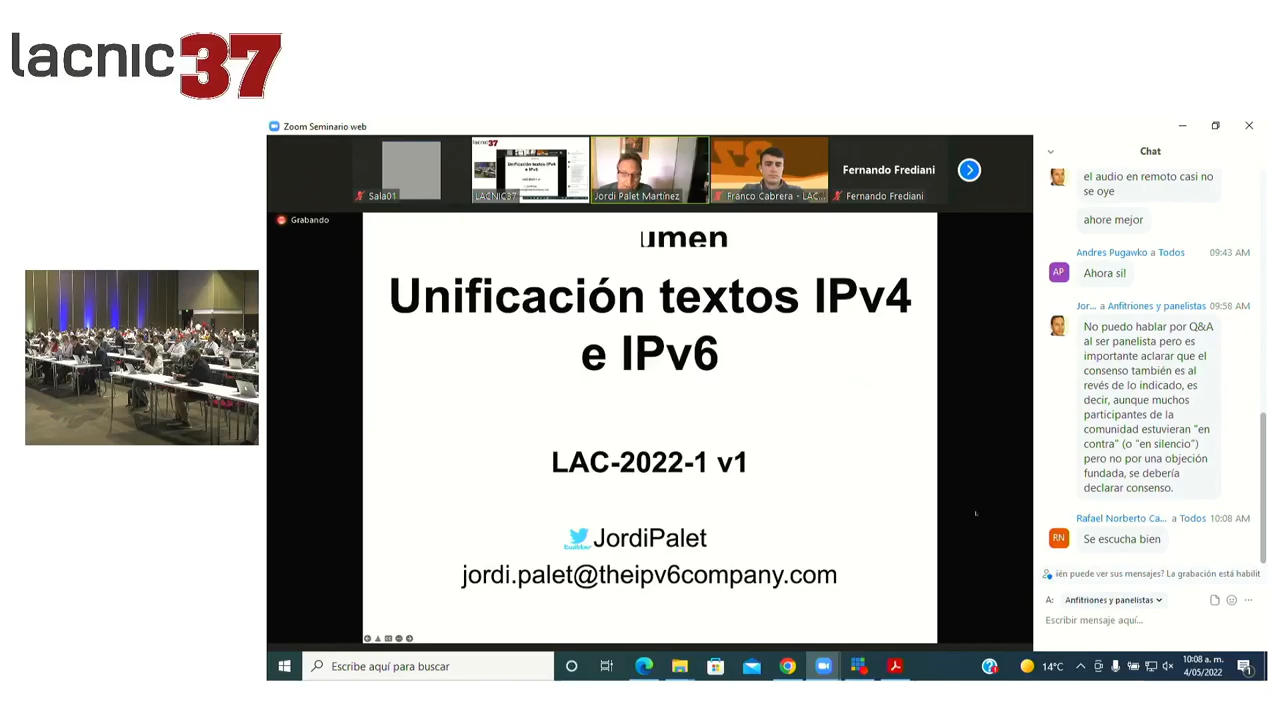 lacnic37
Zoom Seminario web
Sala01
LACNIC37
Jordi Palet Martínez
Franco Cabrera - LAC...
Fernando Frediani
Fernando Frediani
Grabando
umen
Unificación textos IPv4
e IPv6
LAC-2022-1 v1
JordiPalet
jordi.palet@theipv6company.com
Chat
el audio en remoto casi no
se oye
ahore mejor
Andres Pugawko a Todos 09:43 AM
AP
Ahora si!
Jor... a Anfitriones y panelistas 09:58 AM
No puedo hablar por Q&A
al ser panelista pero es
importante aclarar que el
consenso también es al
revés de lo indicado, es
decir, aunque muchos
participantes de la
comunidad estuvieran "en
contra" (o "en silencio")
pero no por una objeción
fundada, se debería
declarar consenso.
Rafael Norberto Ca... a Todos 10:08 AM
RN
Se escucha bien
ién puede ver sus mensajes? La grabación está habilit
A: Anfitriones y panelistas
Escribir mensaje aquí...
Escribe aquí para buscar
14°C
10:08 a. m.
4/05/2022
1